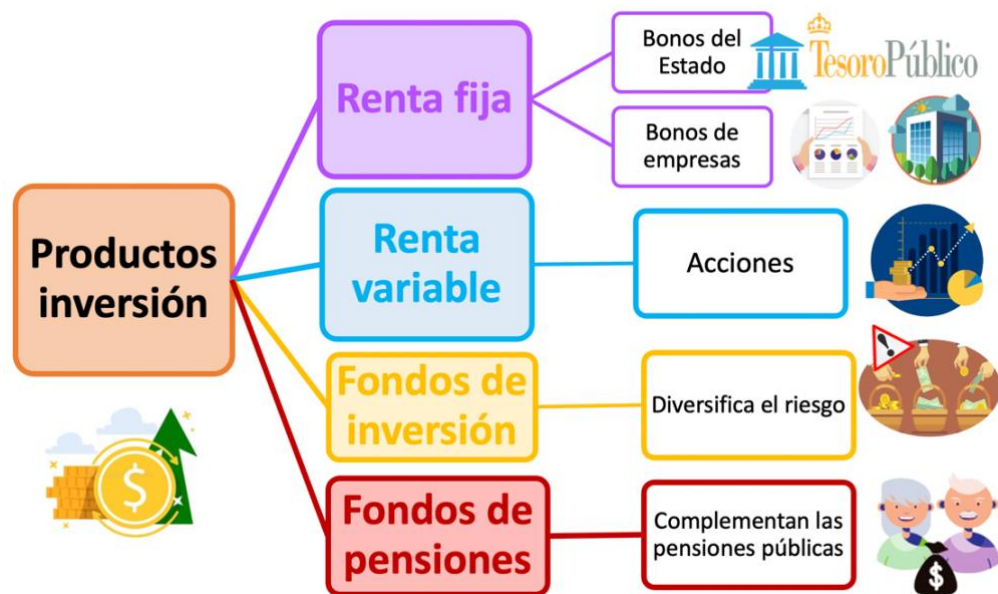 Productos
inversión
Renta fija
Bonos del
Estado
TesoroPúblico
Bonos de
empresas
Renta
variable
Acciones
Fondos de
inversión
Diversifica el riesgo
!
Fondos de
pensiones
Complementan las
pensiones públicas
$
$